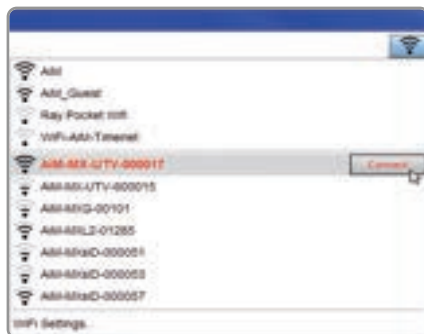 AiM
AiM_Guest
Ray Pocket Wifi
WiFi-AiM-Timenet
AiM-MX-UTV-000017
Connect
AiM-MX-UTV-000015
AiM-MXG-00101
AiM-MXL2-01285
AiM-MXsID-000051
AiM-MXsID-000053
AiM-MXsID-000057
WiFi Settings...